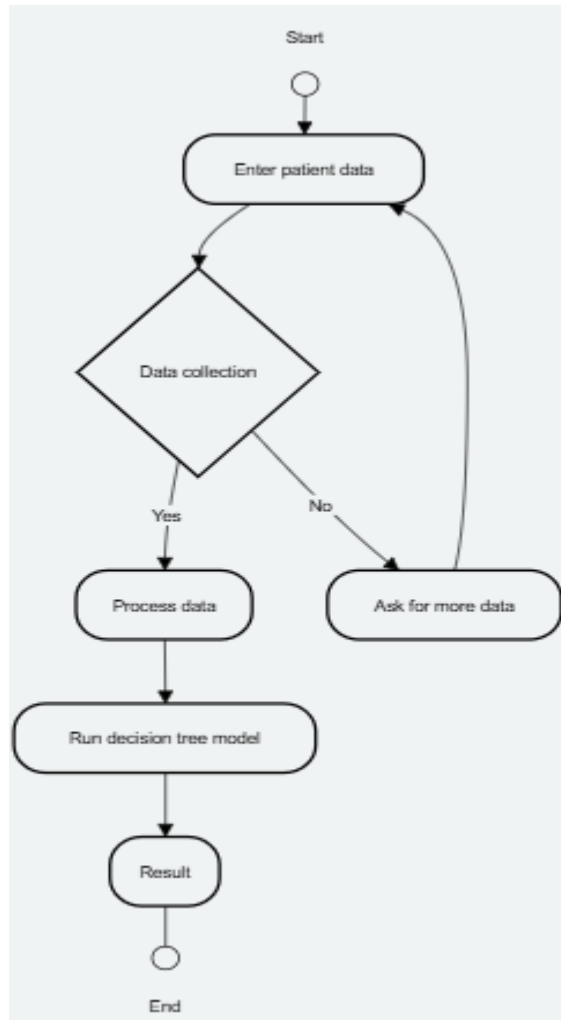 Start
Enter patient data
Data collection
Yes
No
Process data
Ask for more data
Run decision tree model
Result
End